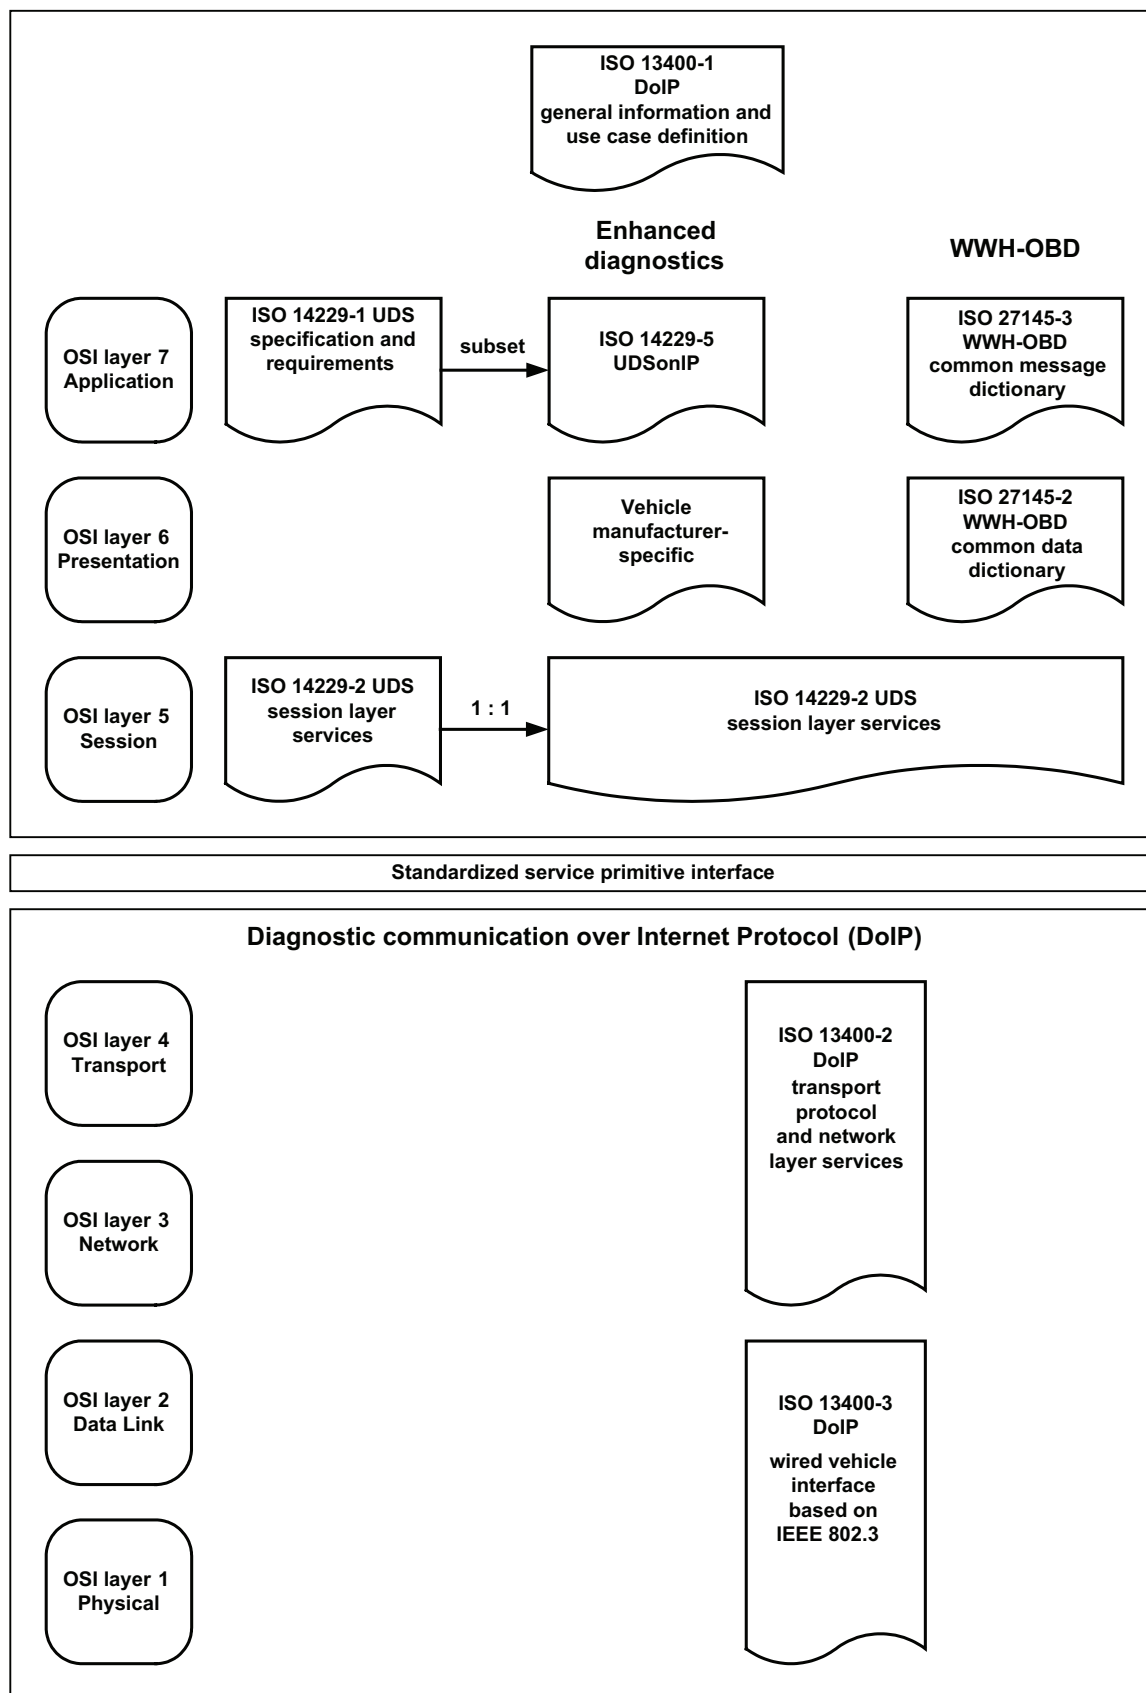 ISO 13400-1
DoIP
general information and
use case definition
Enhanced
diagnostics
WWH-OBD
OSI layer 7
Application
ISO 14229-1 UDS
specification and
requirements
subset
ISO 14229-5
UDSonIP
ISO 27145-3
WWH-OBD
common message
dictionary
OSI layer 6
Presentation
Vehicle
manufacturer-
specific
ISO 27145-2
WWH-OBD
common data
dictionary
OSI layer 5
Session
ISO 14229-2 UDS
session layer
services
1 : 1
ISO 14229-2 UDS
session layer services
Standardized service primitive interface
Diagnostic communication over Internet Protocol (DoIP)
OSI layer 4
Transport
ISO 13400-2
DoIP
transport
protocol
and network
layer services
OSI layer 3
Network
OSI layer 2
Data Link
ISO 13400-3
DoIP
wired vehicle
interface
based on
IEEE 802.3
OSI layer 1
Physical